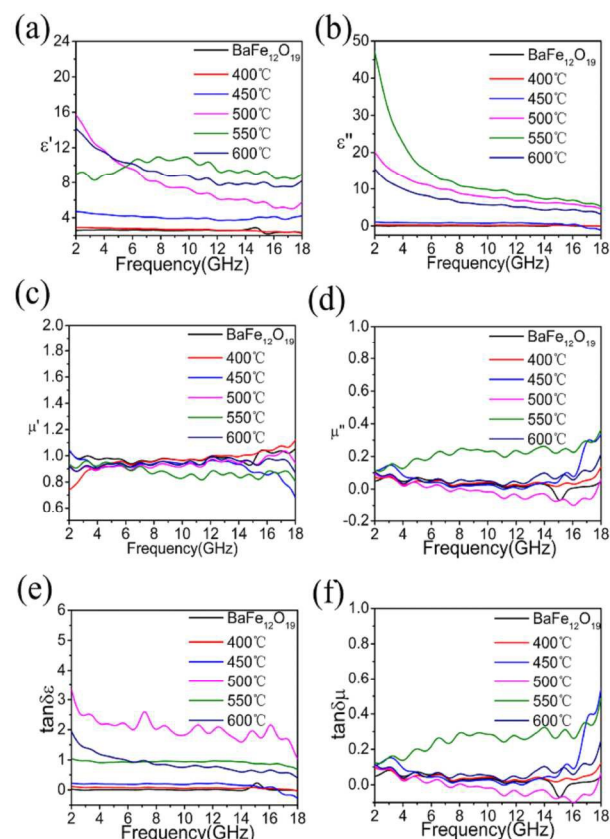 (a)
24
20
16
12
8
4
ε'
BaFe₁₂O₁₉
400℃
450℃
500℃
550℃
600℃
2 4 6 8 10 12 14 16 18
Frequency(GHz)
(b)
50
40
30
20
10
0
ε"
BaFe₁₂O₁₉
400℃
450℃
500℃
550℃
600℃
2 4 6 8 10 12 14 16 18
Frequency(GHz)
(c)
2.0
1.8
1.6
1.4
1.2
1.0
0.8
0.6
μ'
BaFe₁₂O₁₉
400℃
450℃
500℃
550℃
600℃
2 4 6 8 10 12 14 16 18
Frequency(GHz)
(d)
1.0
0.8
0.6
0.4
0.2
0.0
-0.2
μ"
BaFe₁₂O₁₉
400℃
450℃
500℃
550℃
600℃
2 4 6 8 10 12 14 16 18
Frequency(GHz)
(e)
6
5
4
3
2
1
0
tanδε
BaFe₁₂O₁₉
400℃
450℃
500℃
550℃
600℃
2 4 6 8 10 12 14 16 18
Frequency(GHz)
(f)
1.2
0.8
0.4
0.0
tanδμ
BaFe₁₂O₁₉
400℃
450℃
500℃
550℃
600℃
2 4 6 8 10 12 14 16 18
Frequency(GHz)